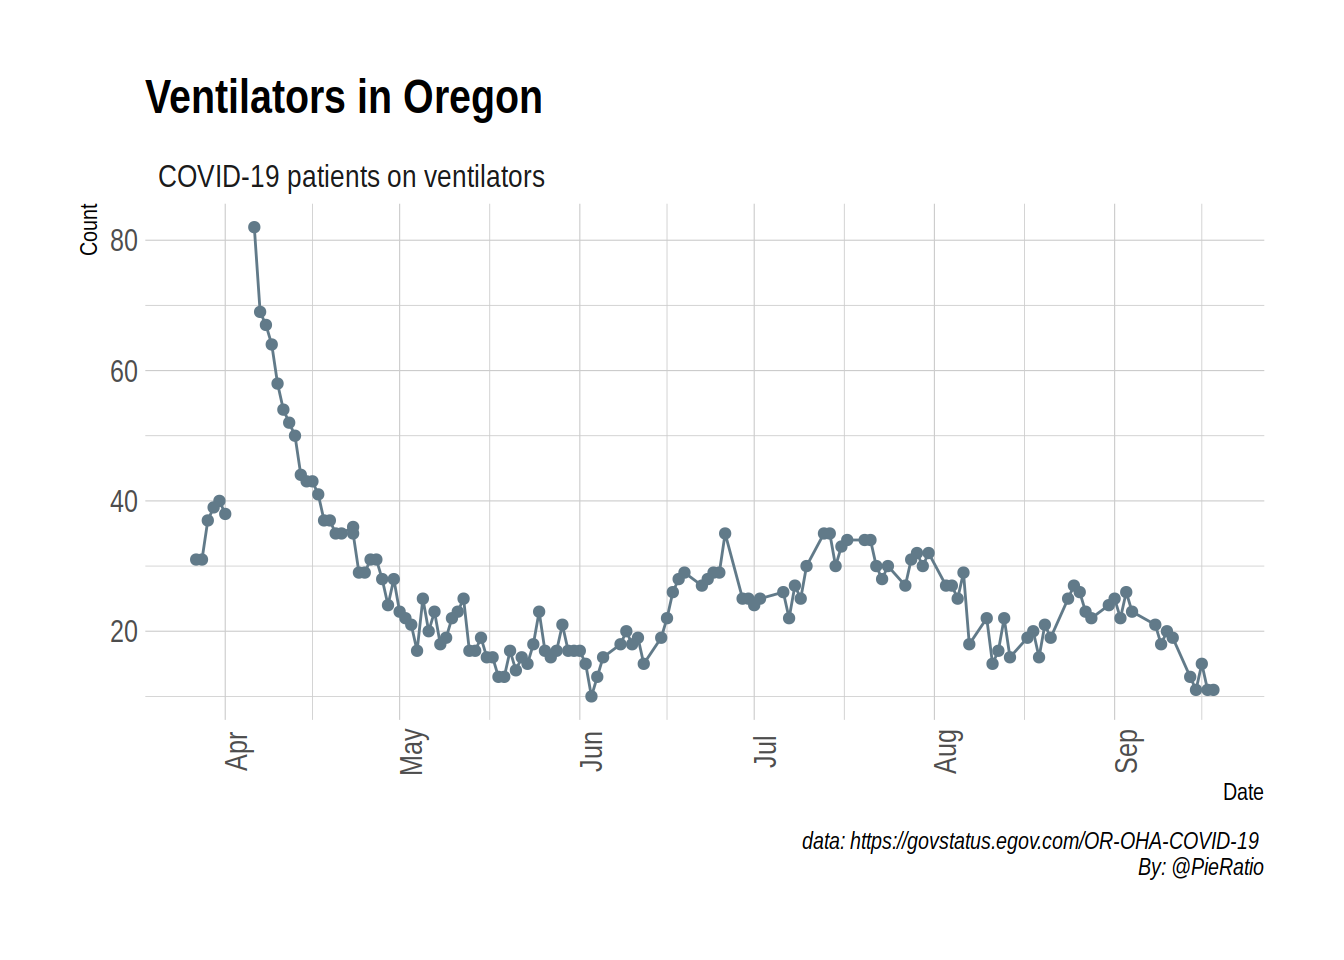 Ventilators in Oregon
COVID-19 patients on ventilators
Count
80
60
40
20
Apr
May
Jun
Jul
Aug
Sep
Date
data: https://govstatus.egov.com/OR-OHA-COVID-19
By: @PieRatio